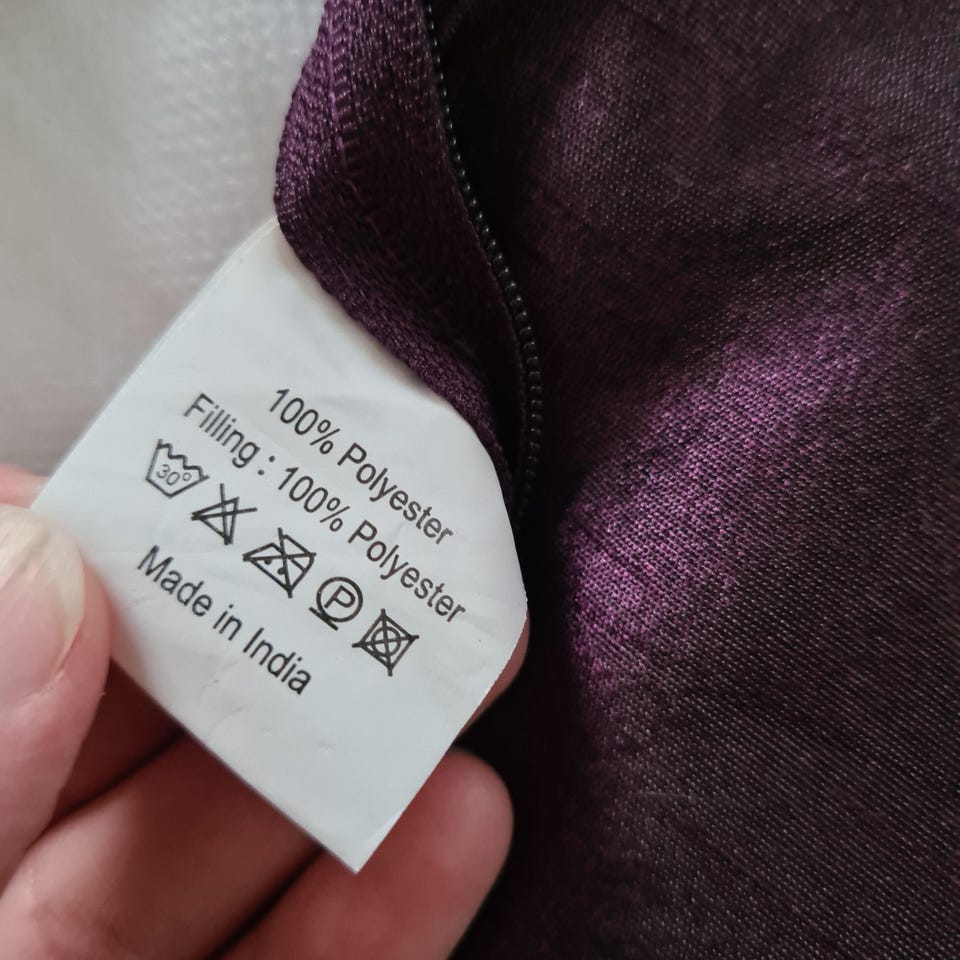 100% Polyester
Filling : 100% Polyester
30°
P
Made in India